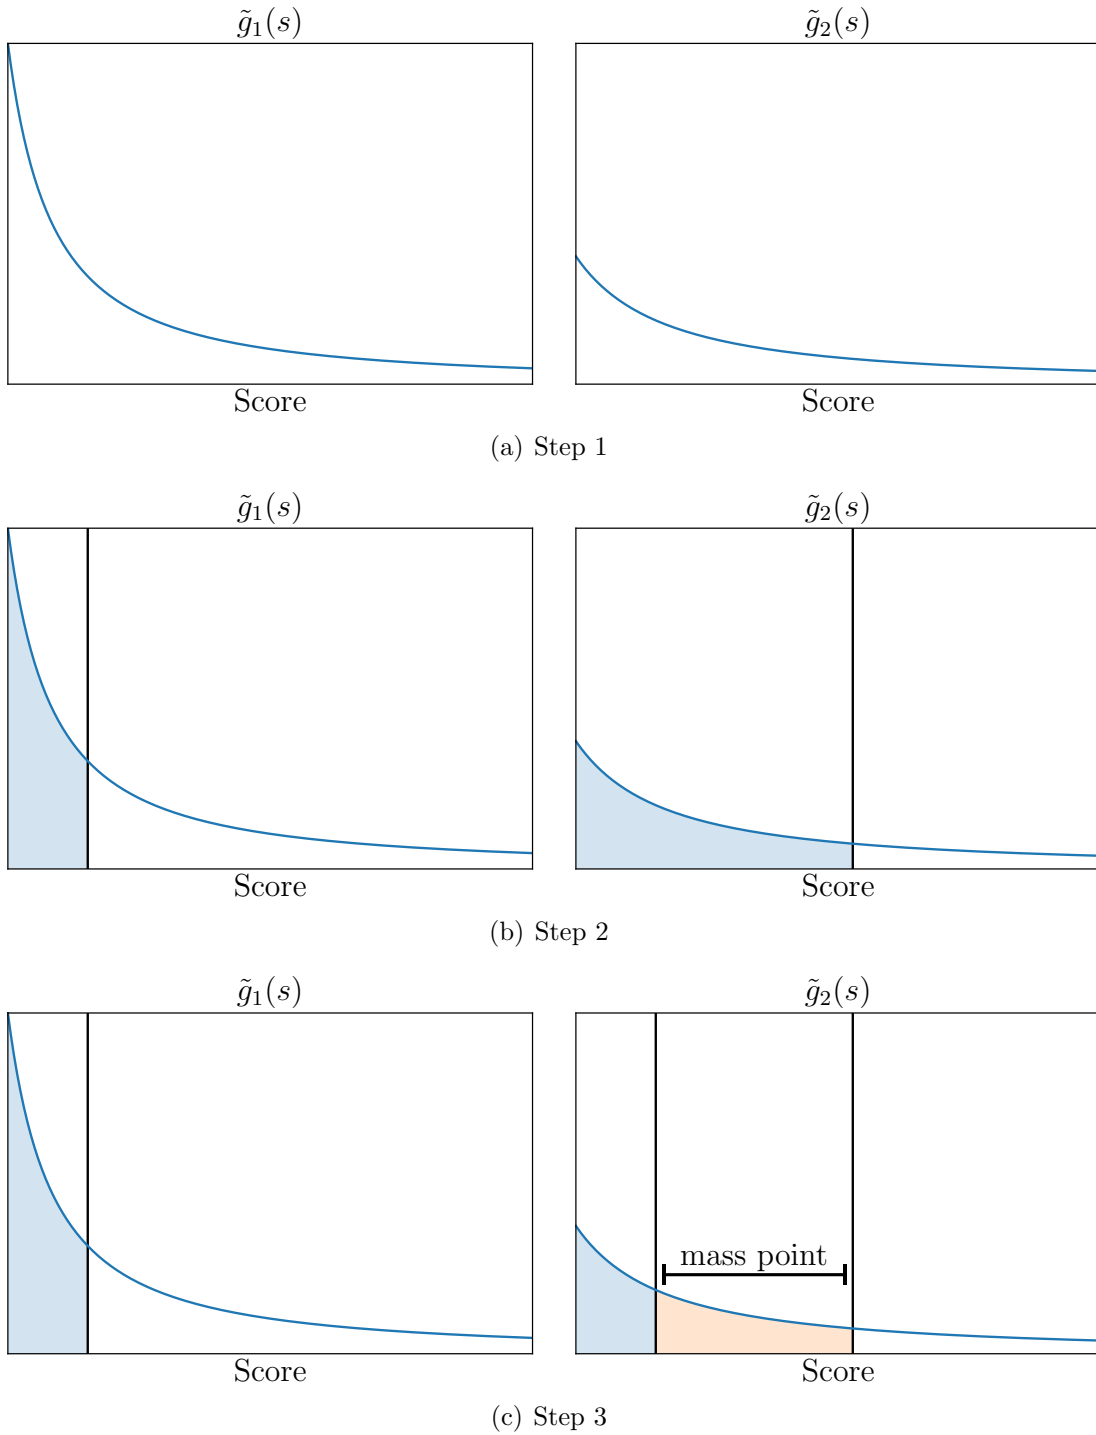 g̃₁(s) g̃₂(s)
Score Score
(a) Step 1
g̃₁(s) g̃₂(s)
Score Score
(b) Step 2
g̃₁(s) g̃₂(s)
mass point
Score Score
(c) Step 3